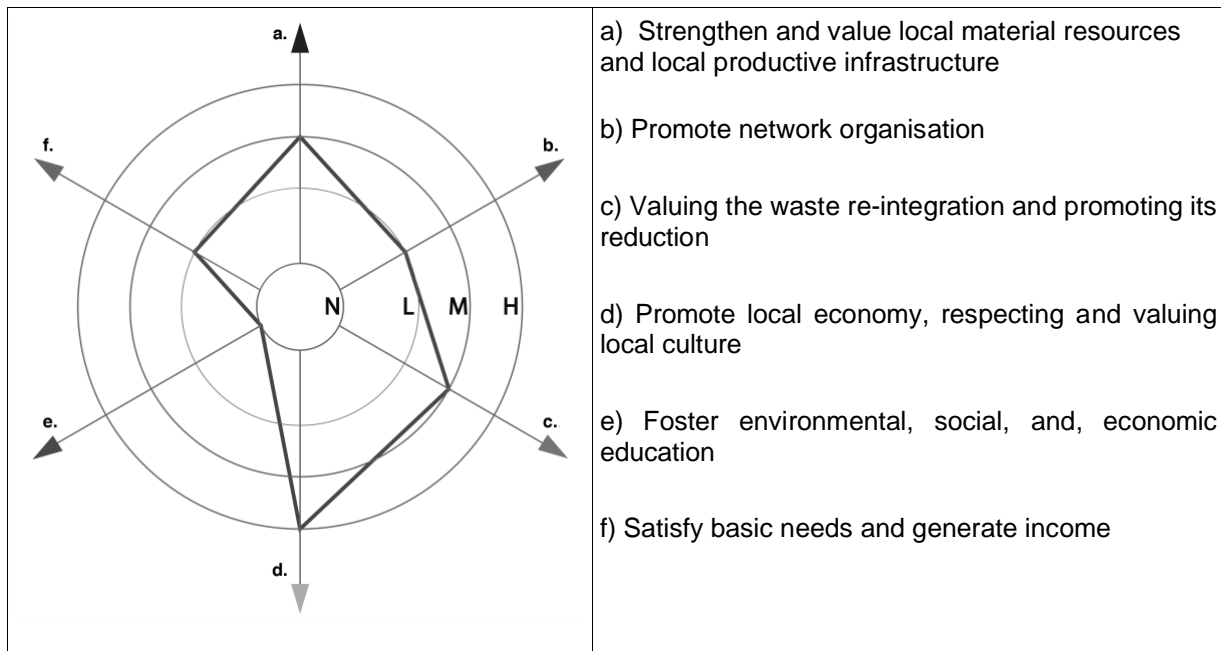 a.
f.
b.
N L M H
e.
c.
d.
a) Strengthen and value local material resources
and local productive infrastructure
b) Promote network organisation
c) Valuing the waste re-integration and promoting its
reduction
d) Promote local economy, respecting and valuing
local culture
e) Foster environmental, social, and, economic
education
f) Satisfy basic needs and generate income